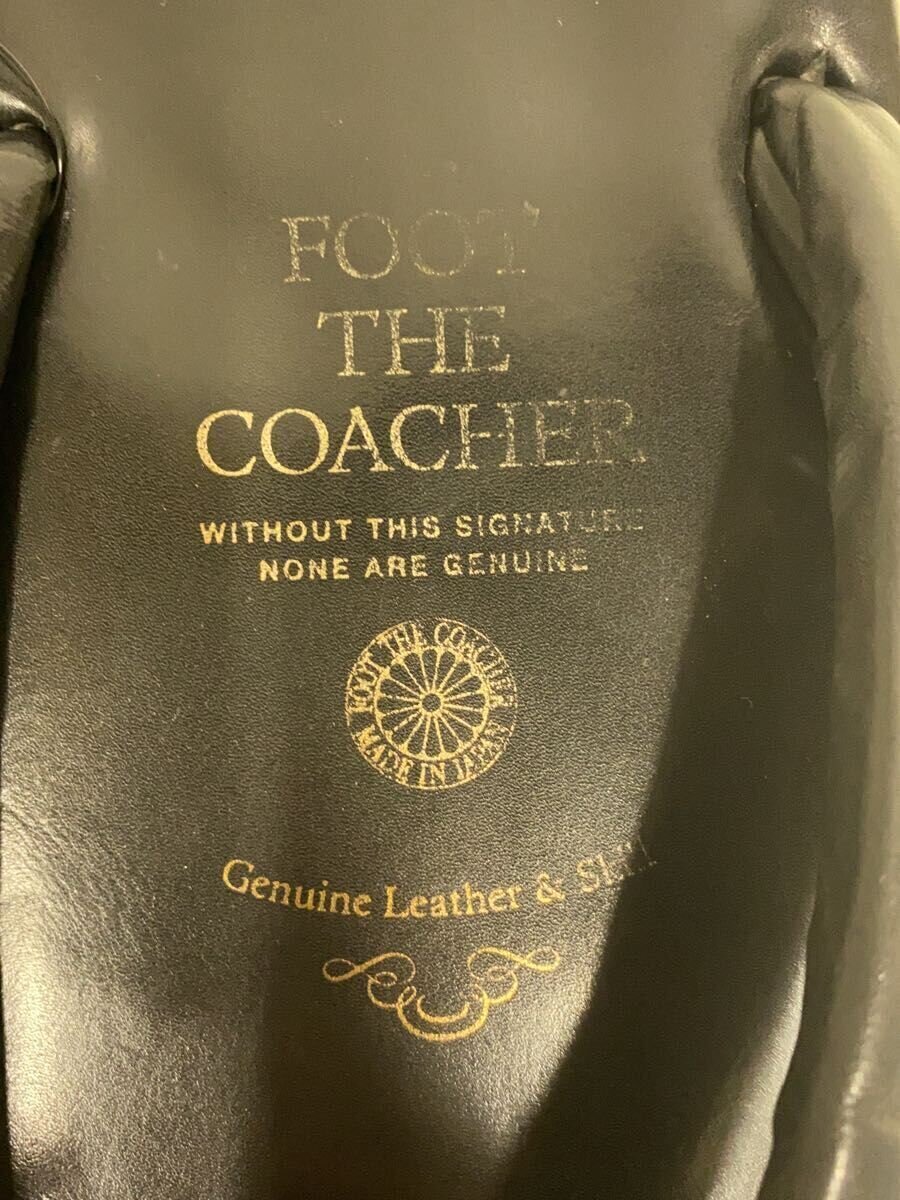 FOOT
THE
COACHER
WITHOUT THIS SIGNATURE
NONE ARE GENUINE
FOOT THE COACHER
MADE IN JAPAN
Genuine Leather &